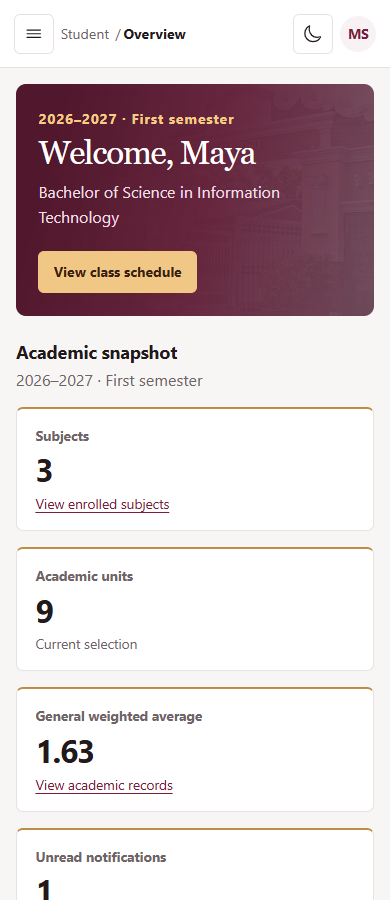 Student / Overview
MS
2026–2027 · First semester
Welcome, Maya
Bachelor of Science in Information
Technology
View class schedule
Academic snapshot
2026–2027 · First semester
Subjects
3
View enrolled subjects
Academic units
9
Current selection
General weighted average
1.63
View academic records
Unread notifications
1